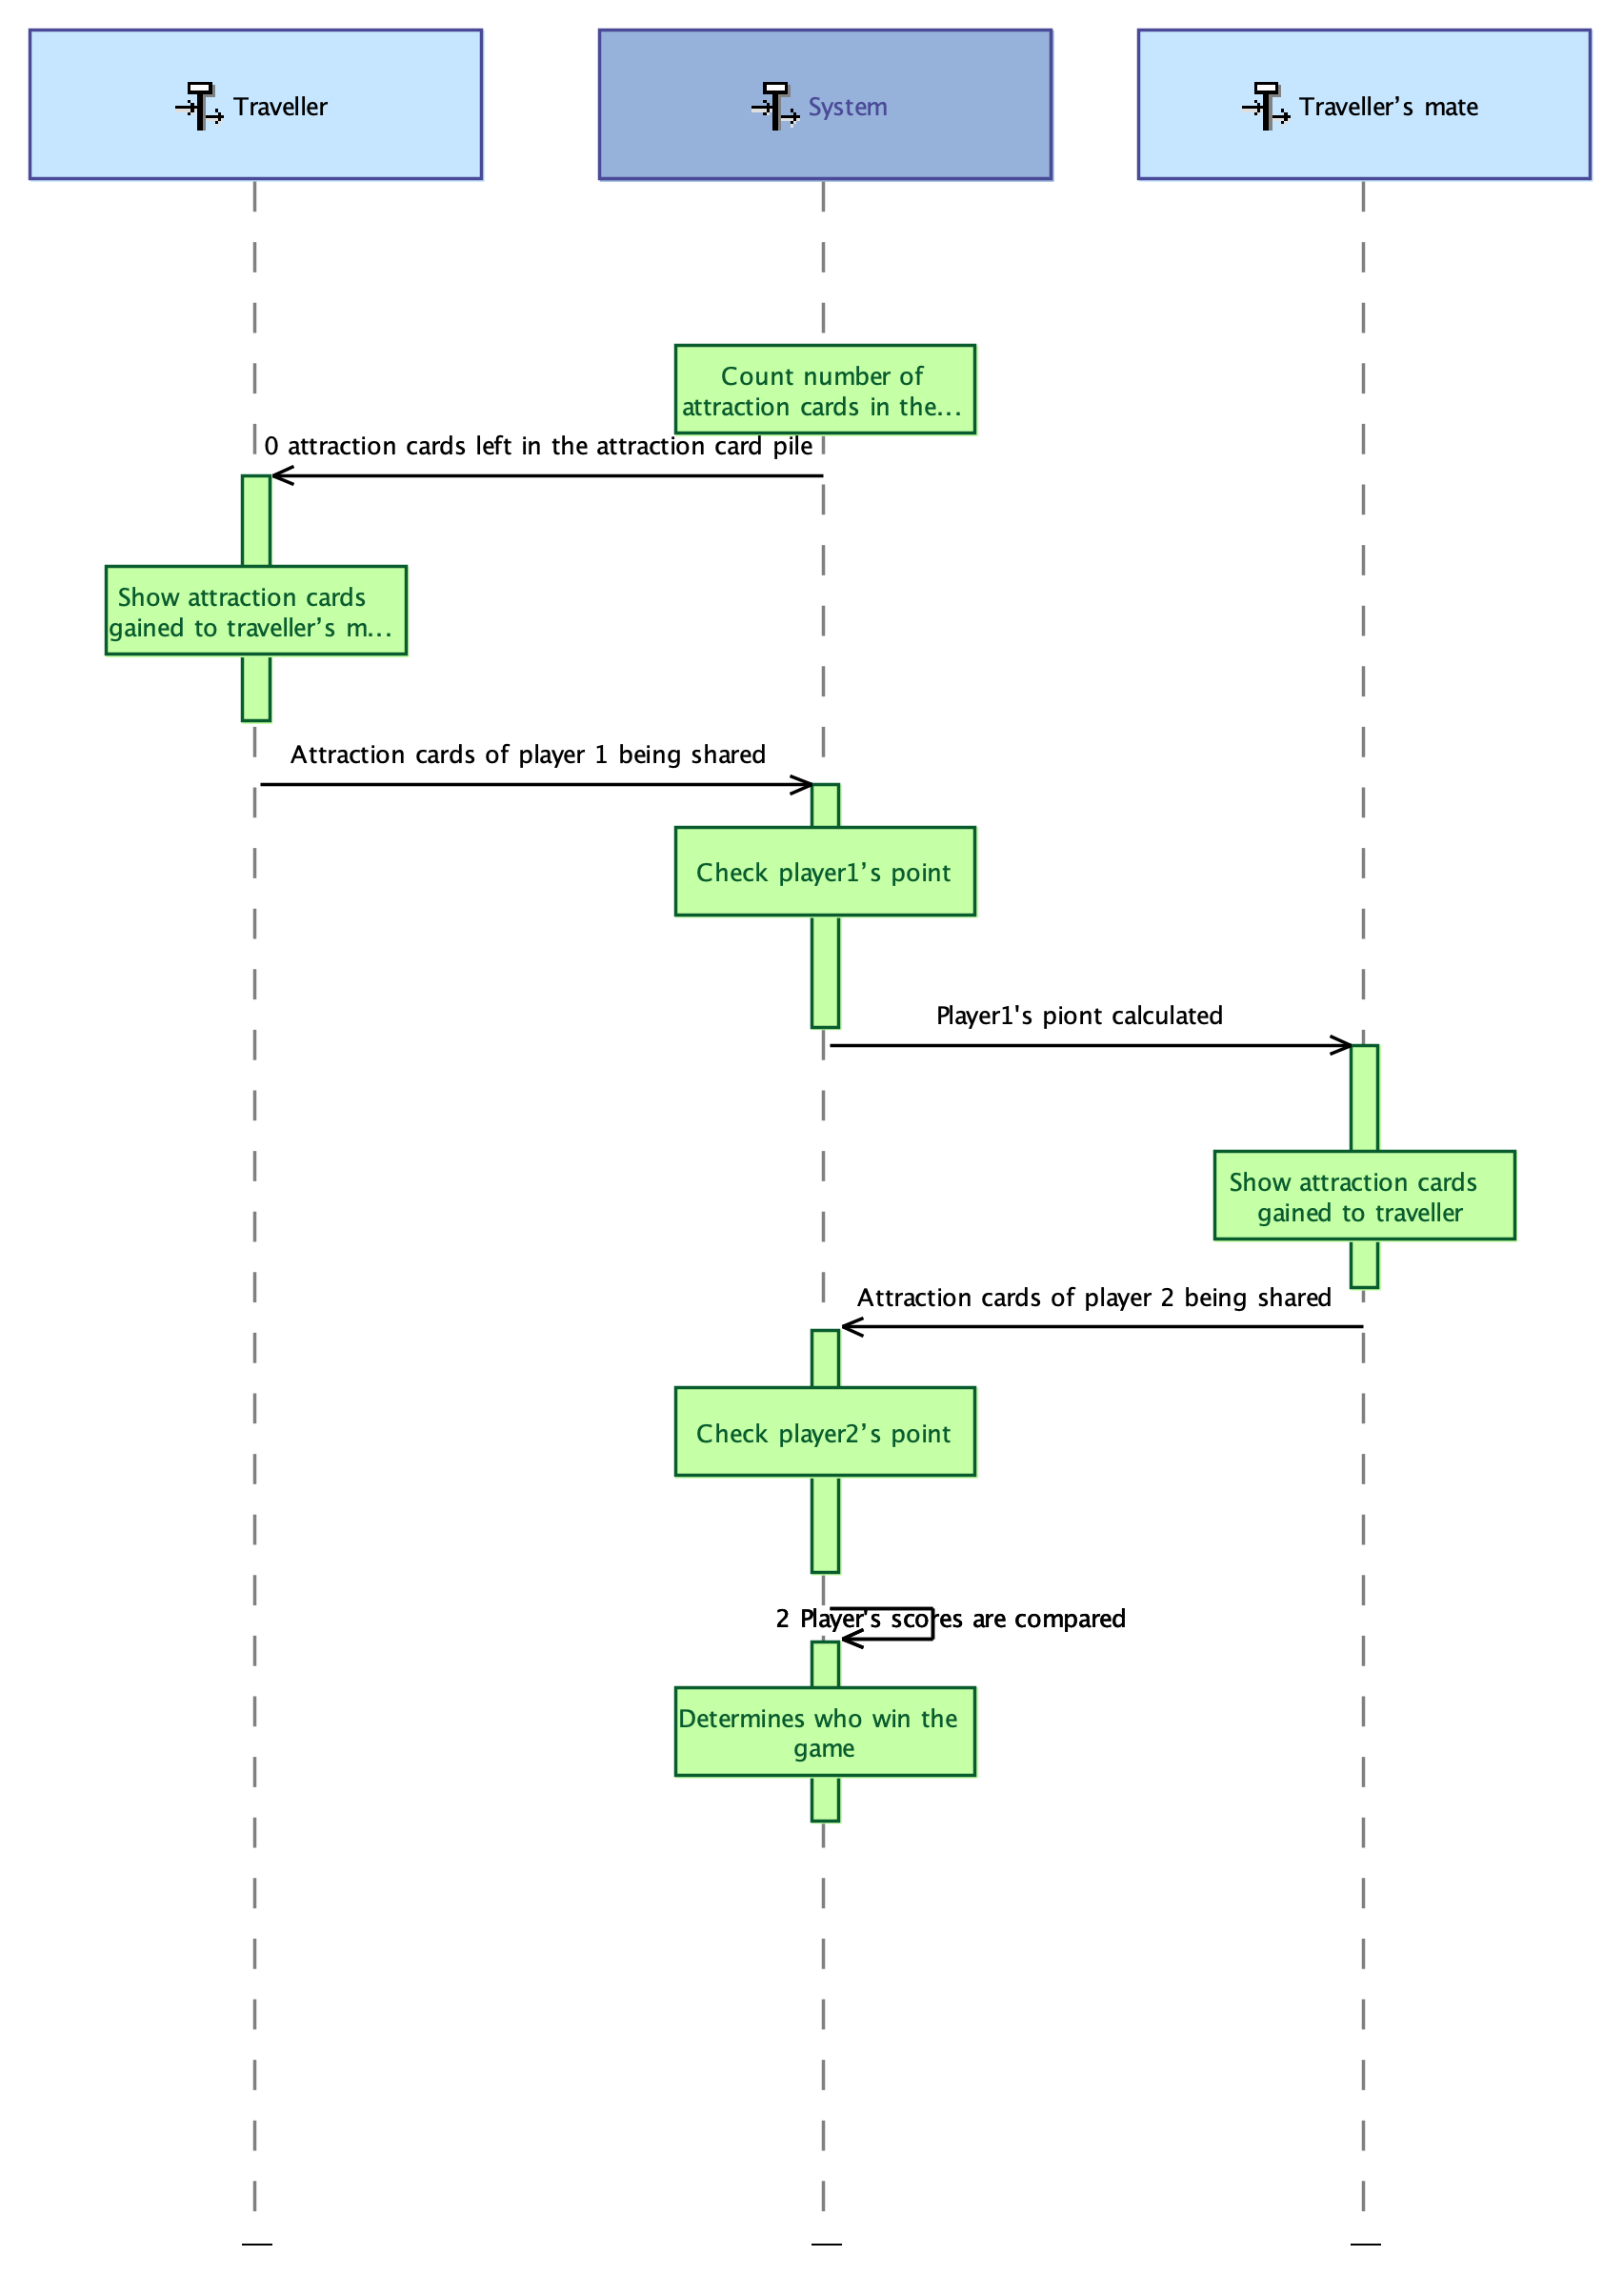 Traveller
System
Traveller's mate
Count number of
attraction cards in the...
0 attraction cards left in the attraction card pile
Show attraction cards
gained to traveller's m...
Attraction cards of player 1 being shared
Check player1's point
Player1's piont calculated
Show attraction cards
gained to traveller
Attraction cards of player 2 being shared
Check player2's point
2 Player's scores are compared
Determines who win the
game